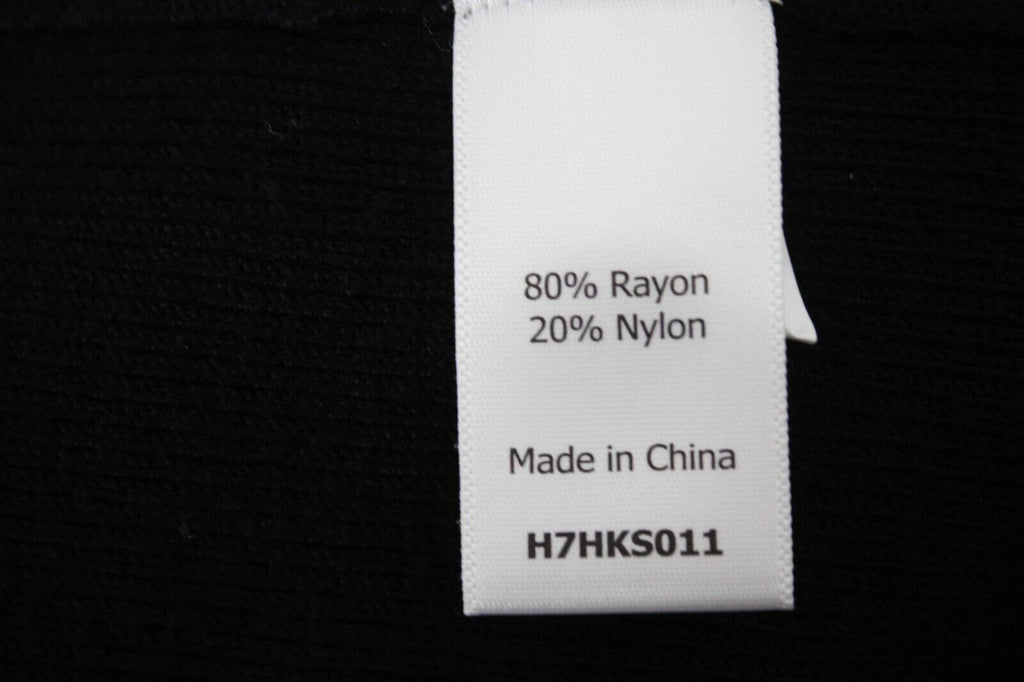 80% Rayon
20% Nylon
Made in China
H7HKS011